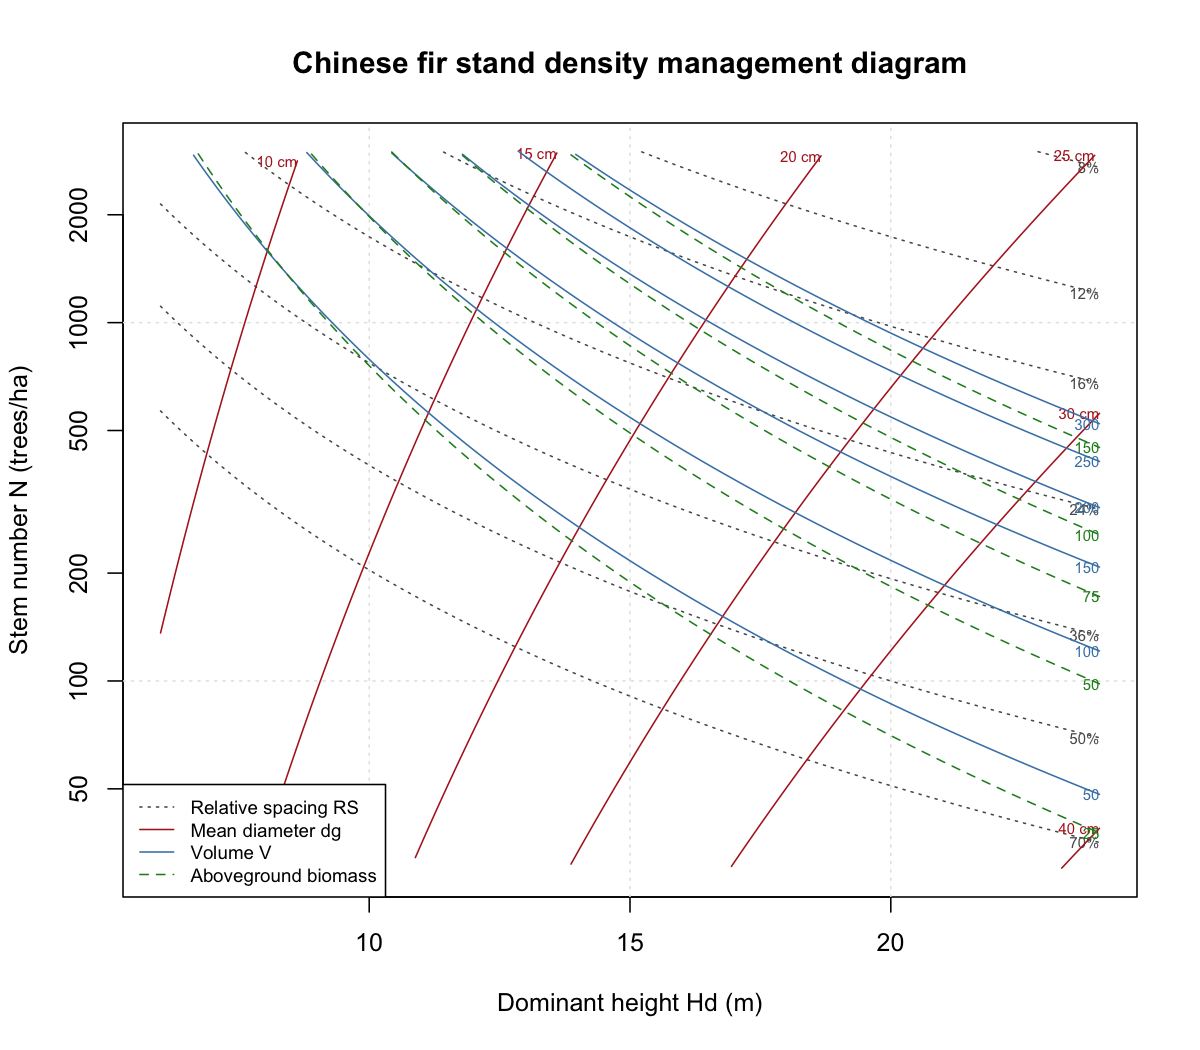 Chinese fir stand density management diagram
Stem number N (trees/ha)
2000
1000
500
200
100
50
10 cm
15 cm
20 cm
25 cm
8%
12%
16%
30 cm
300
150
250
200
24%
100
150
75
36%
100
50
50%
50
40 cm
25
70%
Relative spacing RS
Mean diameter dg
Volume V
Aboveground biomass
10
15
20
Dominant height Hd (m)